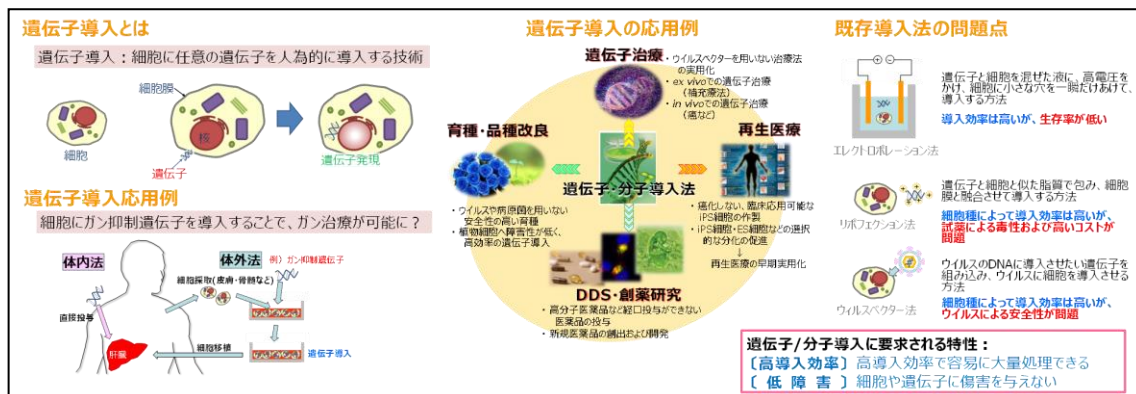 遺伝子導入とは
遺伝子導入：細胞に任意の遺伝子を人為的に導入する技術
細胞膜
核
細胞
遺伝子
遺伝子発現
遺伝子導入応用例
細胞にガン抑制遺伝子を導入することで、ガン治療が可能に？
体内法
体外法
例）ガン抑制遺伝子
細胞採取(皮膚・骨髄など)
直接投与
肝臓
細胞移植
遺伝子導入
遺伝子導入の応用例
遺伝子治療
・ウイルスベクターを用いない治療法
の実用化
・ex vivoでの遺伝子治療
（補充療法）
・in vivoでの遺伝子治療
（癌など）
育種・品種改良
・ウイルスや病原菌を用いない
安全性の高い育種
・植物細胞へ障害性が低く、
高効率の遺伝子導入
遺伝子・分子導入法
再生医療
・癌化しない、臨床応用可能な
iPS細胞の作製
・iPS細胞・ES細胞などの選択
的な分化の促進
↓
再生医療の早期実用化
DDS・創薬研究
・高分子医薬品など経口投与ができない
医薬品の投与
・新規医薬品の創出および開発
既存導入法の問題点
遺伝子と細胞を混ぜた液に、高電圧を
かけ、細胞に小さな穴を一瞬だけあけて、
導入する方法
導入効率は高いが、生存率が低い
エレクトロポレーション法
遺伝子と細胞と似た脂質で包み、細胞
膜と融合させて導入する方法
細胞種によって導入効率は高いが、
試薬による毒性および高いコストが
問題
リポフェクション法
ウイルスのDNAに導入させたい遺伝子を
組み込み、ウイルスに細胞を導入させる
方法
細胞種によって導入効率は高いが、
ウイルスによる安全性が問題
ウィルスベクター法
遺伝子/分子導入に要求される特性：
〔高導入効率〕高導入効率で容易に大量処理できる
〔低 障 害〕細胞や遺伝子に傷害を与えない